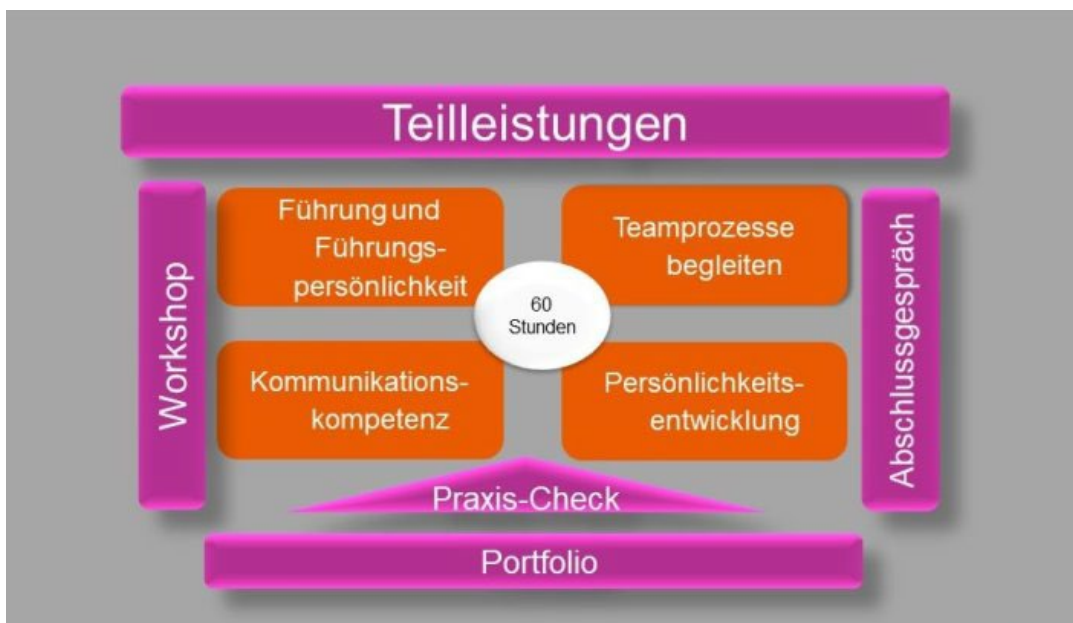 Teilleistungen
Workshop
Führung und
Führungs-
persönlichkeit
Teamprozesse
begleiten
60
Stunden
Kommunikations-
kompetenz
Persönlichkeits-
entwicklung
Abschlussgespräch
Praxis-Check
Portfolio